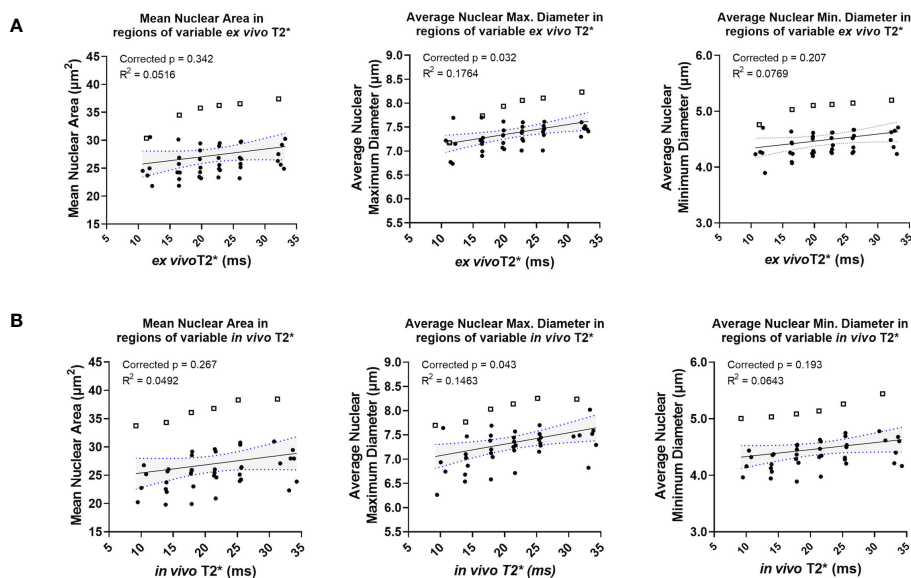 A
Mean Nuclear Area in
regions of variable ex vivo T2*
Corrected p = 0.342
R² = 0.0516
Mean Nuclear Area (µm²)
45
40
35
30
25
20
15
5
10
15
20
25
30
35
ex vivoT2* (ms)
Average Nuclear Max. Diameter in
regions of variable ex vivo T2*
Corrected p = 0.032
R² = 0.1764
Average Nuclear
Maximum Diameter (µm)
9.0
8.5
8.0
7.5
7.0
6.5
6.0
5.5
5
10
15
20
25
30
35
ex vivoT2* (ms)
Average Nuclear Min. Diameter in
regions of variable ex vivo T2*
Corrected p = 0.207
R² = 0.0769
Average Nuclear
Minimum Diameter (µm)
6.0
5.0
4.0
3.0
5
10
15
20
25
30
35
ex vivoT2* (ms)
B
Mean Nuclear Area in
regions of variable in vivo T2*
Corrected p = 0.267
R² = 0.0492
Mean Nuclear Area (µm²)
45
40
35
30
25
20
15
5
10
15
20
25
30
35
in vivo T2* (ms)
Average Nuclear Max. Diameter in
regions of variable in vivo T2*
Corrected p = 0.043
R² = 0.1463
Average Nuclear
Maximum Diameter (µm)
9.0
8.5
8.0
7.5
7.0
6.5
6.0
5.5
5
10
15
20
25
30
35
in vivo T2* (ms)
Average Nuclear Min. Diameter in
regions of variable in vivo T2*
Corrected p = 0.193
R² = 0.0643
Average Nuclear
Minimum Diameter (µm)
6.0
5.0
4.0
3.0
5
10
15
20
25
30
35
in vivo T2* (ms)